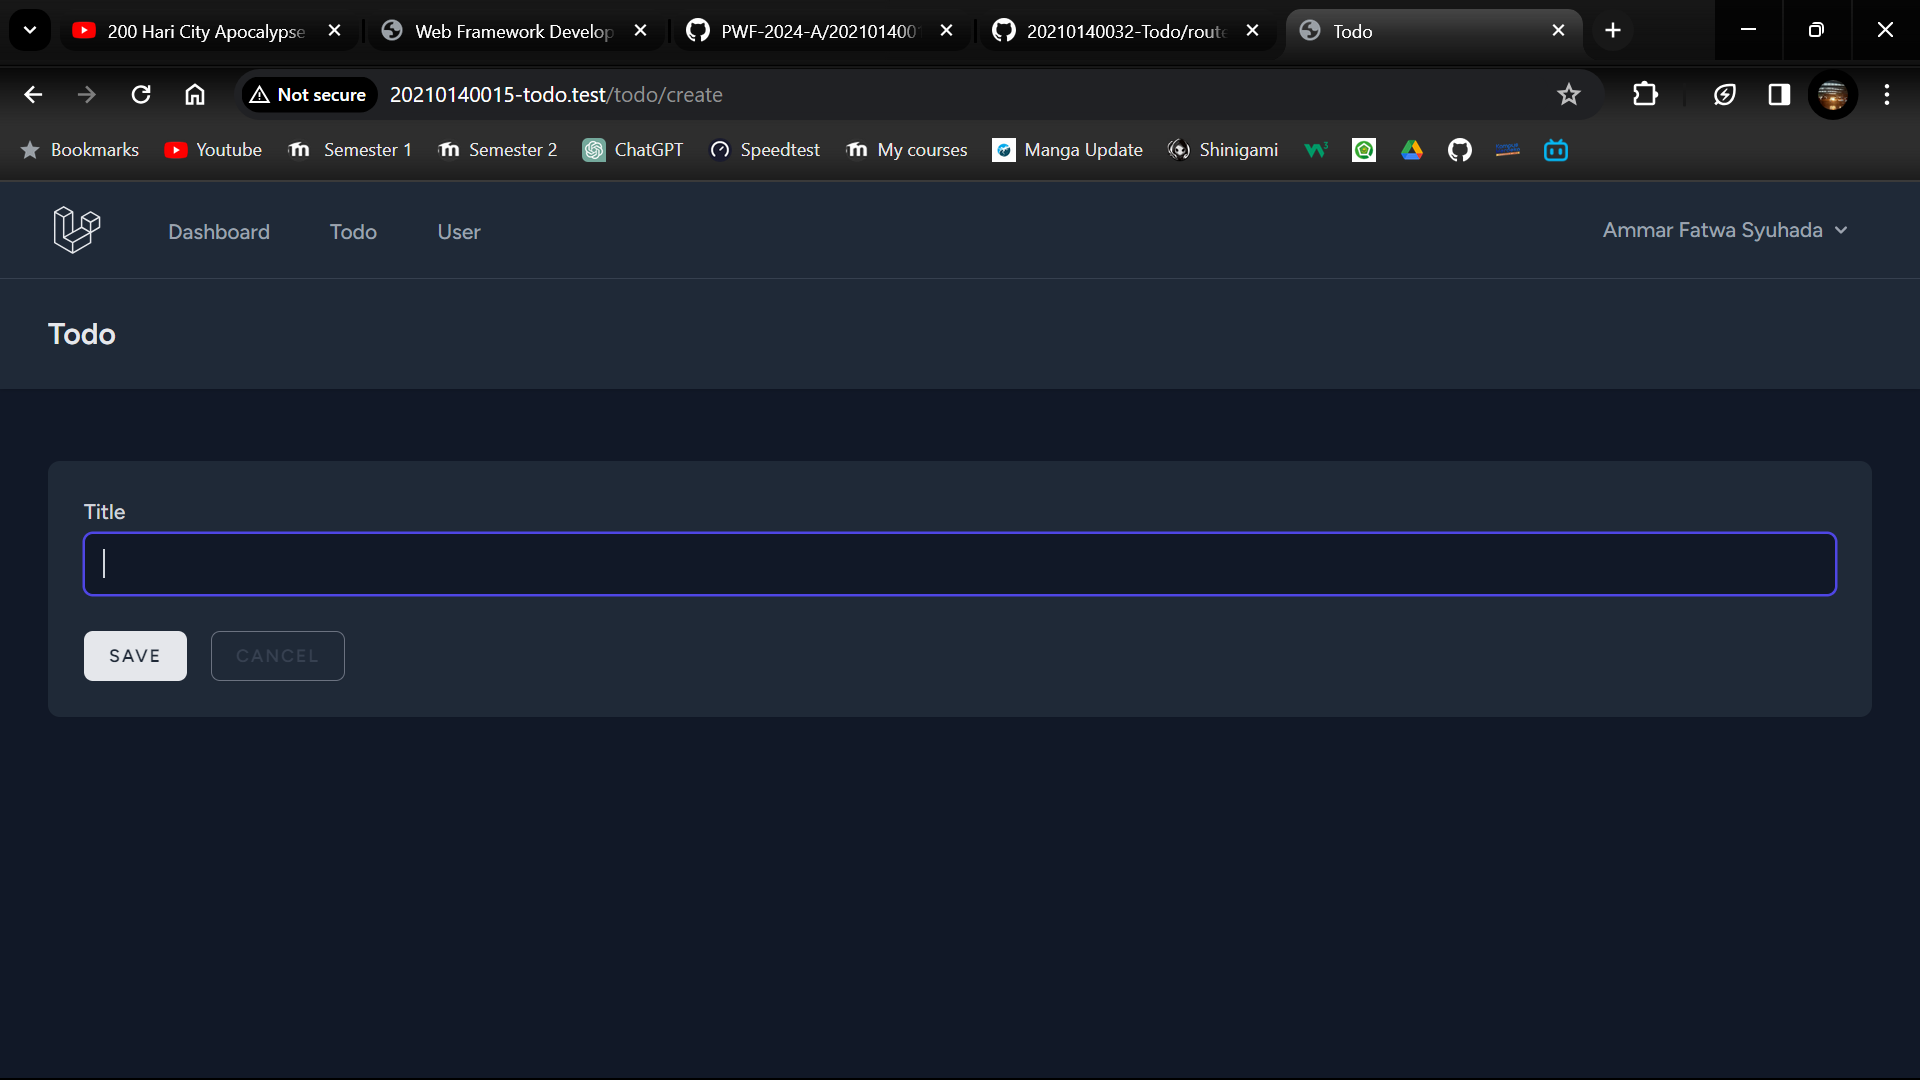 200 Hari City Apocalypse
Web Framework Develop
PWF-2024-A/2021014001
20210140032-Todo/route
Todo
Not secure
20210140015-todo.test/todo/create
Bookmarks
Youtube
Semester 1
Semester 2
ChatGPT
Speedtest
My courses
Manga Update
Shinigami
Dashboard
Todo
User
Ammar Fatwa Syuhada
Todo
Title
SAVE
CANCEL